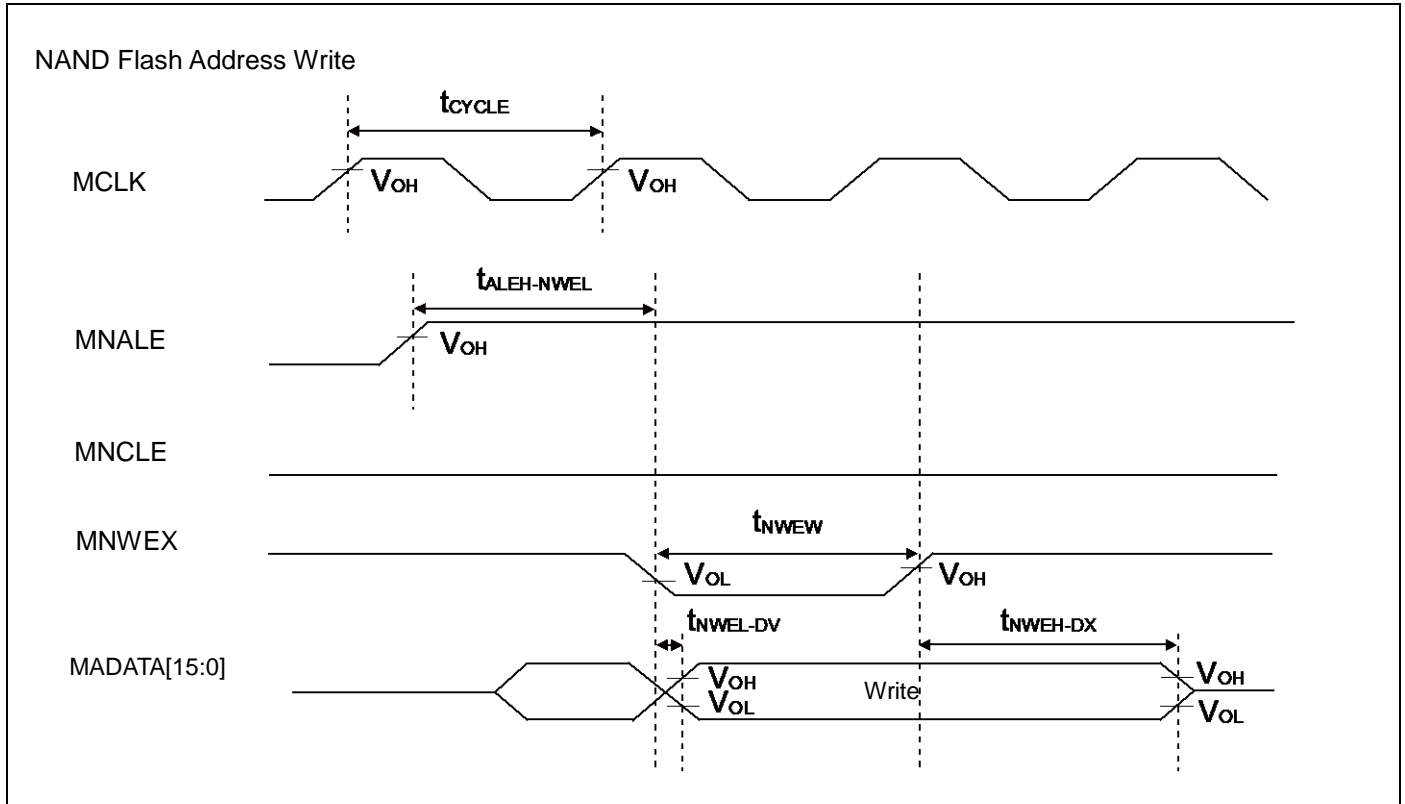 NAND Flash Address Write
tCYCLE
MCLK
VOH
VOH
tALEH-NWEL
MNALE
VOH
MNCLE
tNWEW
MNWEX
VOL
VOH
tNWEL-DV
tNWEH-DX
MADATA[15:0]
VOH
VOL
Write
VOH
VOL